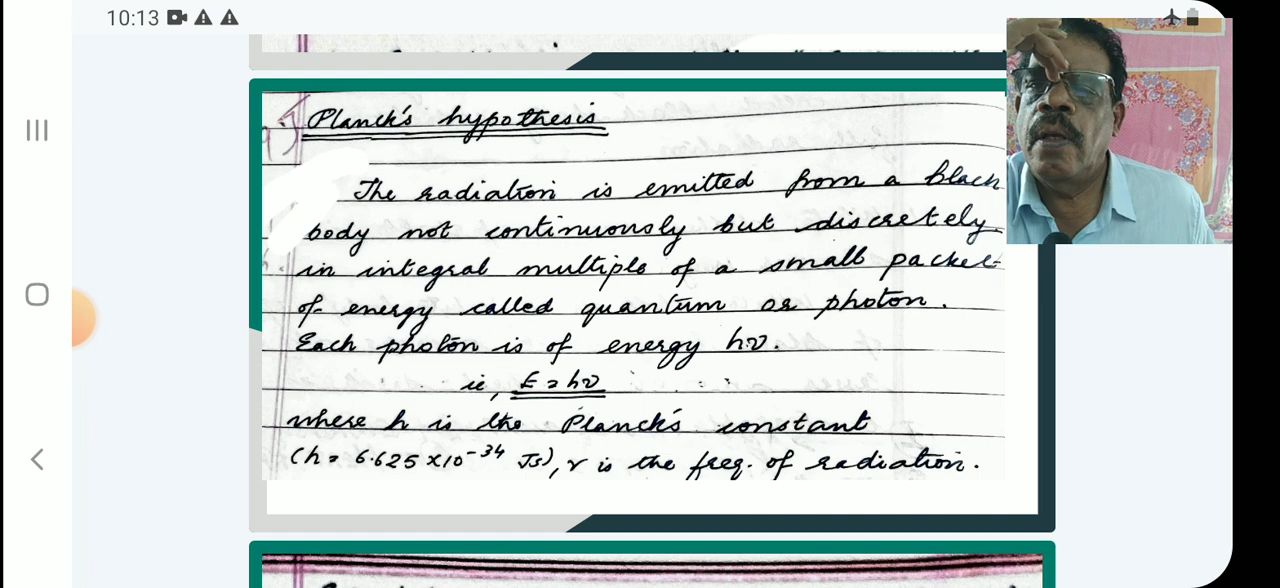 10:13
Planck's hypothesis
The radiation is emitted from a black
body not continuously but discretely
in integral multiple of a small packet
of energy called quantum or photon.
Each photon is of energy hν.
ie, E = hν
where h is the Planck's constant
(h = 6.625 × 10⁻³⁴ Js), ν is the freq. of radiation.